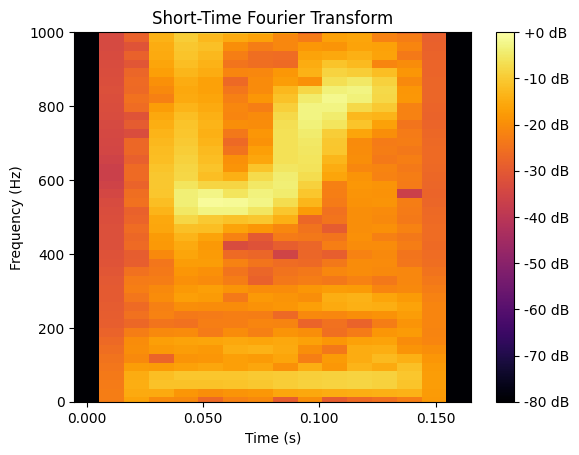 Short-Time Fourier Transform
1000
800
600
400
200
0
Frequency (Hz)
0.000
0.050
0.100
0.150
Time (s)
+0 dB
-10 dB
-20 dB
-30 dB
-40 dB
-50 dB
-60 dB
-70 dB
-80 dB